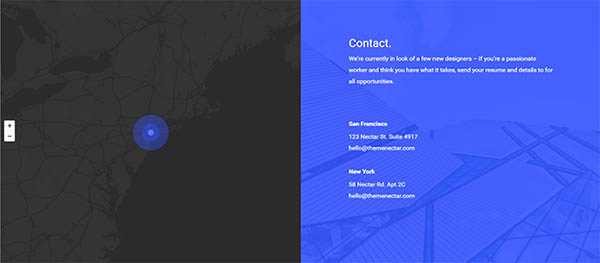 Contact.
We're currently in look of a few new designers – If you're a passionate
worker and think you have what it takes, send your resume and details to for
all opportunities.
San Francisco
123 Nectar St. Suite 4917
hello@themenectar.com
New York
58 Nectar Rd. Apt 2C
hello@themenectar.com
+
−